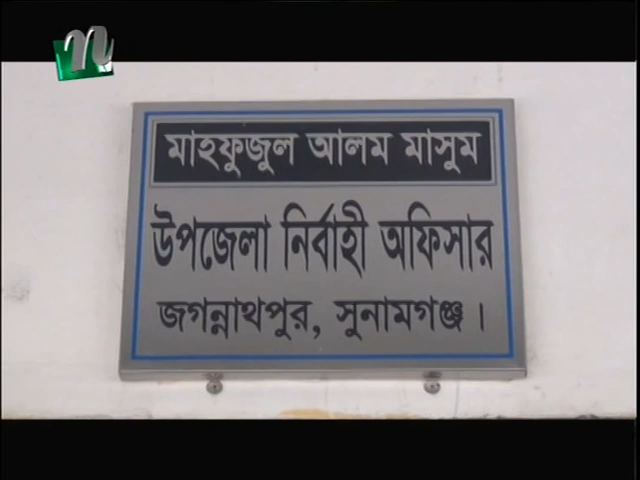 মাহফুজুল আলম মাসুম
উপজেলা নির্বাহী অফিসার
জগন্নাথপুর, সুনামগঞ্জ।